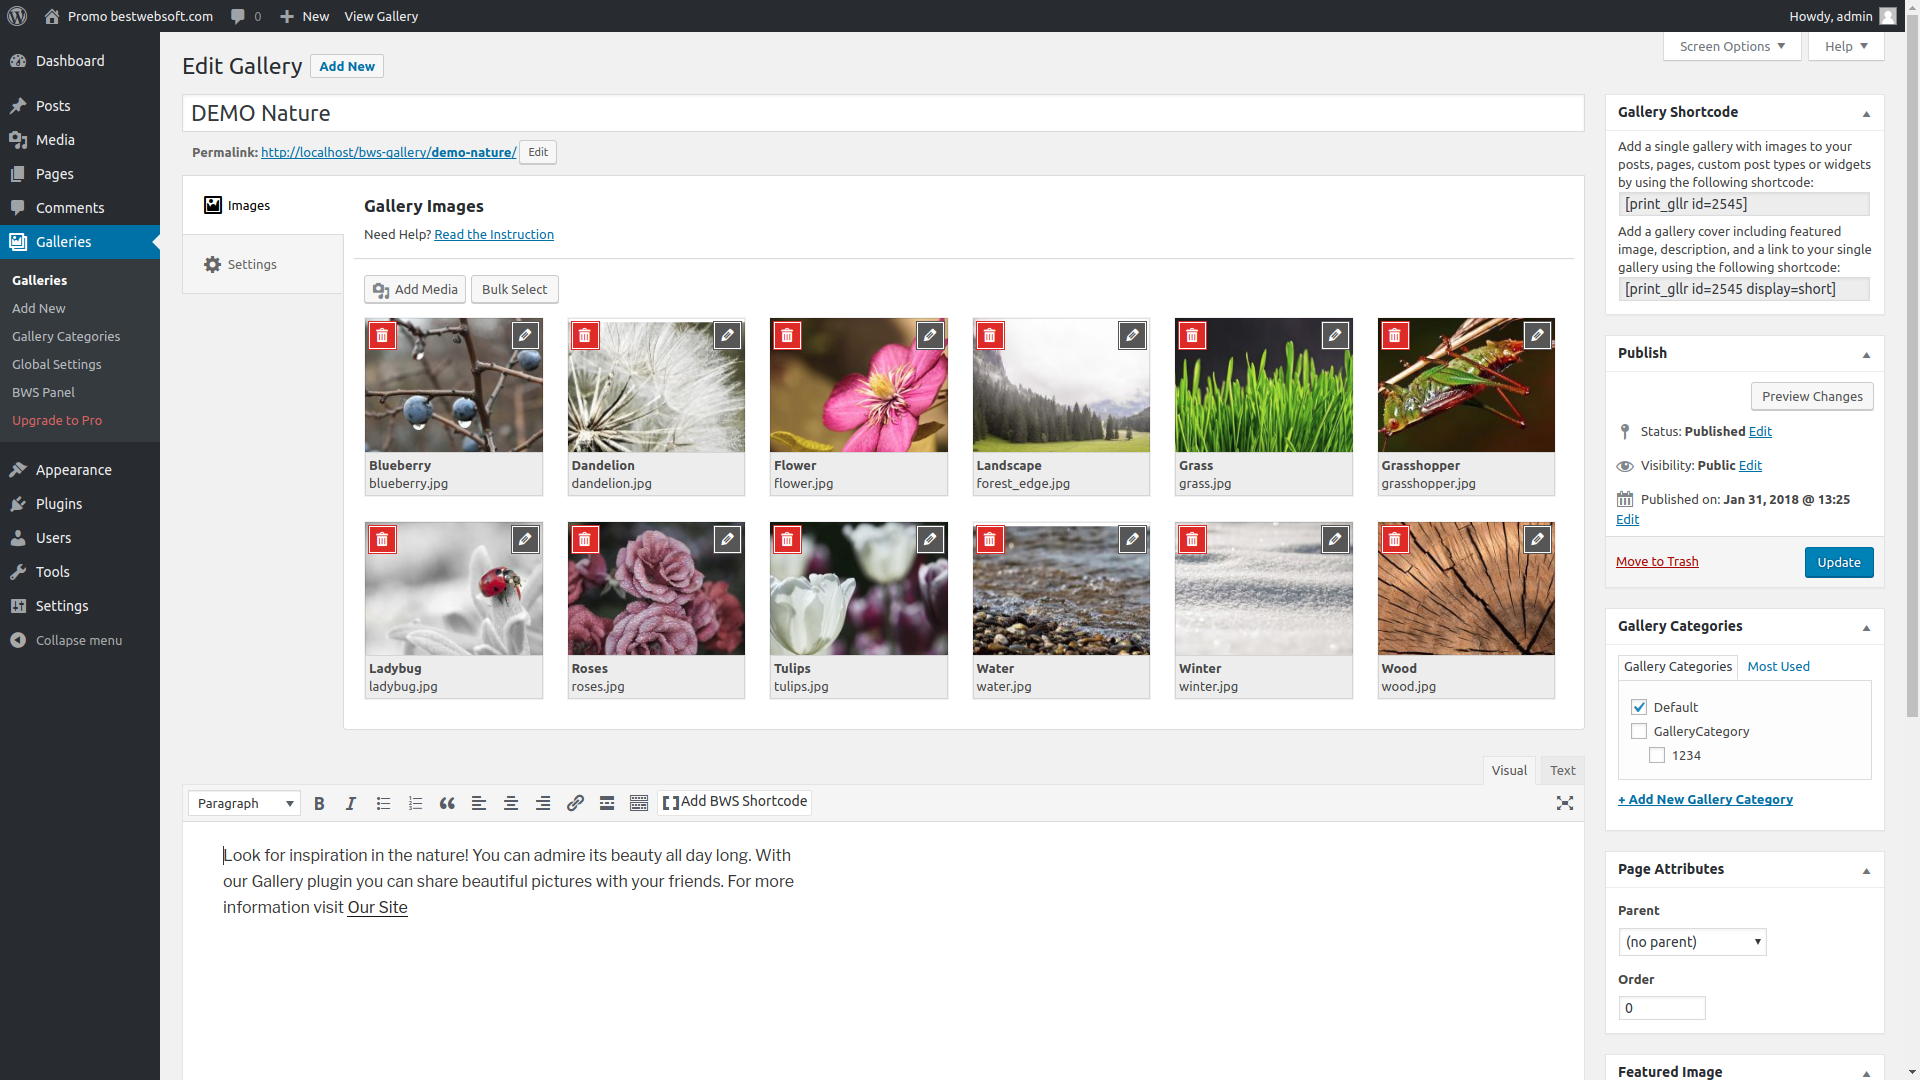 Promo bestwebsoft.com
0
New
View Gallery
Howdy, admin
Dashboard
Posts
Media
Pages
Comments
Galleries
Galleries
Add New
Gallery Categories
Global Settings
BWS Panel
Upgrade to Pro
Appearance
Plugins
Users
Tools
Settings
Collapse menu
Screen Options
Help
Edit Gallery
Add New
DEMO Nature
Permalink: http://localhost/bws-gallery/demo-nature/
Edit
Images
Settings
Gallery Images
Need Help? Read the Instruction
Add Media
Bulk Select
Blueberry
blueberry.jpg
Dandelion
dandelion.jpg
Flower
flower.jpg
Landscape
forest_edge.jpg
Grass
grass.jpg
Grasshopper
grasshopper.jpg
Ladybug
ladybug.jpg
Roses
roses.jpg
Tulips
tulips.jpg
Water
water.jpg
Winter
winter.jpg
Wood
wood.jpg
Visual
Text
Paragraph
B
I
Add BWS Shortcode
Look for inspiration in the nature! You can admire its beauty all day long. With
our Gallery plugin you can share beautiful pictures with your friends. For more
information visit Our Site
Gallery Shortcode
Add a single gallery with images to your
posts, pages, custom post types or widgets
by using the following shortcode:
[print_gllr id=2545]
Add a gallery cover including featured
image, description, and a link to your single
gallery using the following shortcode:
[print_gllr id=2545 display=short]
Publish
Preview Changes
Status: Published Edit
Visibility: Public Edit
Published on: Jan 31, 2018 @ 13:25
Edit
Move to Trash
Update
Gallery Categories
Gallery Categories
Most Used
Default
GalleryCategory
1234
+ Add New Gallery Category
Page Attributes
Parent
(no parent)
Order
0
Featured Image